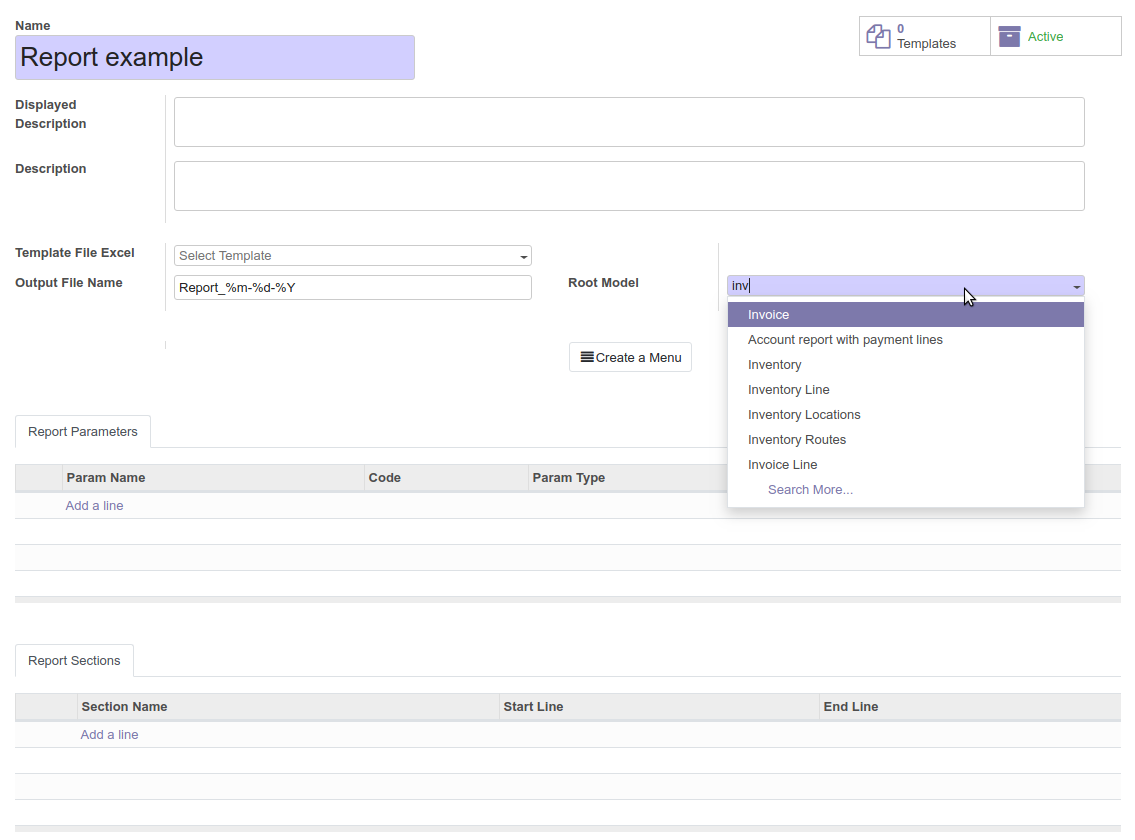 Name
Report example
0
Templates
Active
Displayed
Description
Description
Template File Excel
Select Template
Output File Name
Report_%m-%d-%Y
Root Model
inv
Invoice
Account report with payment lines
Inventory
Inventory Line
Inventory Locations
Inventory Routes
Invoice Line
Search More...
Create a Menu
Report Parameters
Param Name Code Param Type
Add a line
Report Sections
Section Name Start Line End Line
Add a line